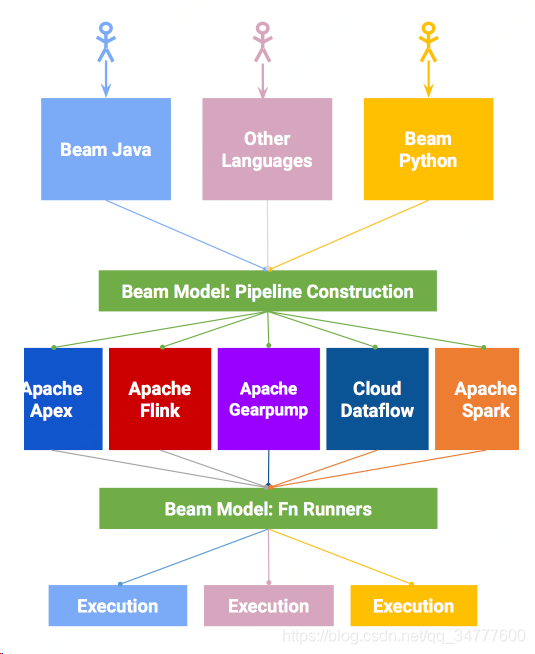 Beam Java
Other
Languages
Beam
Python
Beam Model: Pipeline Construction
Apache
Apex
Apache
Flink
Apache
Gearpump
Cloud
Dataflow
Apache
Spark
Beam Model: Fn Runners
Execution
Execution
Execution
https://blog.csdn.net/qq_34777600